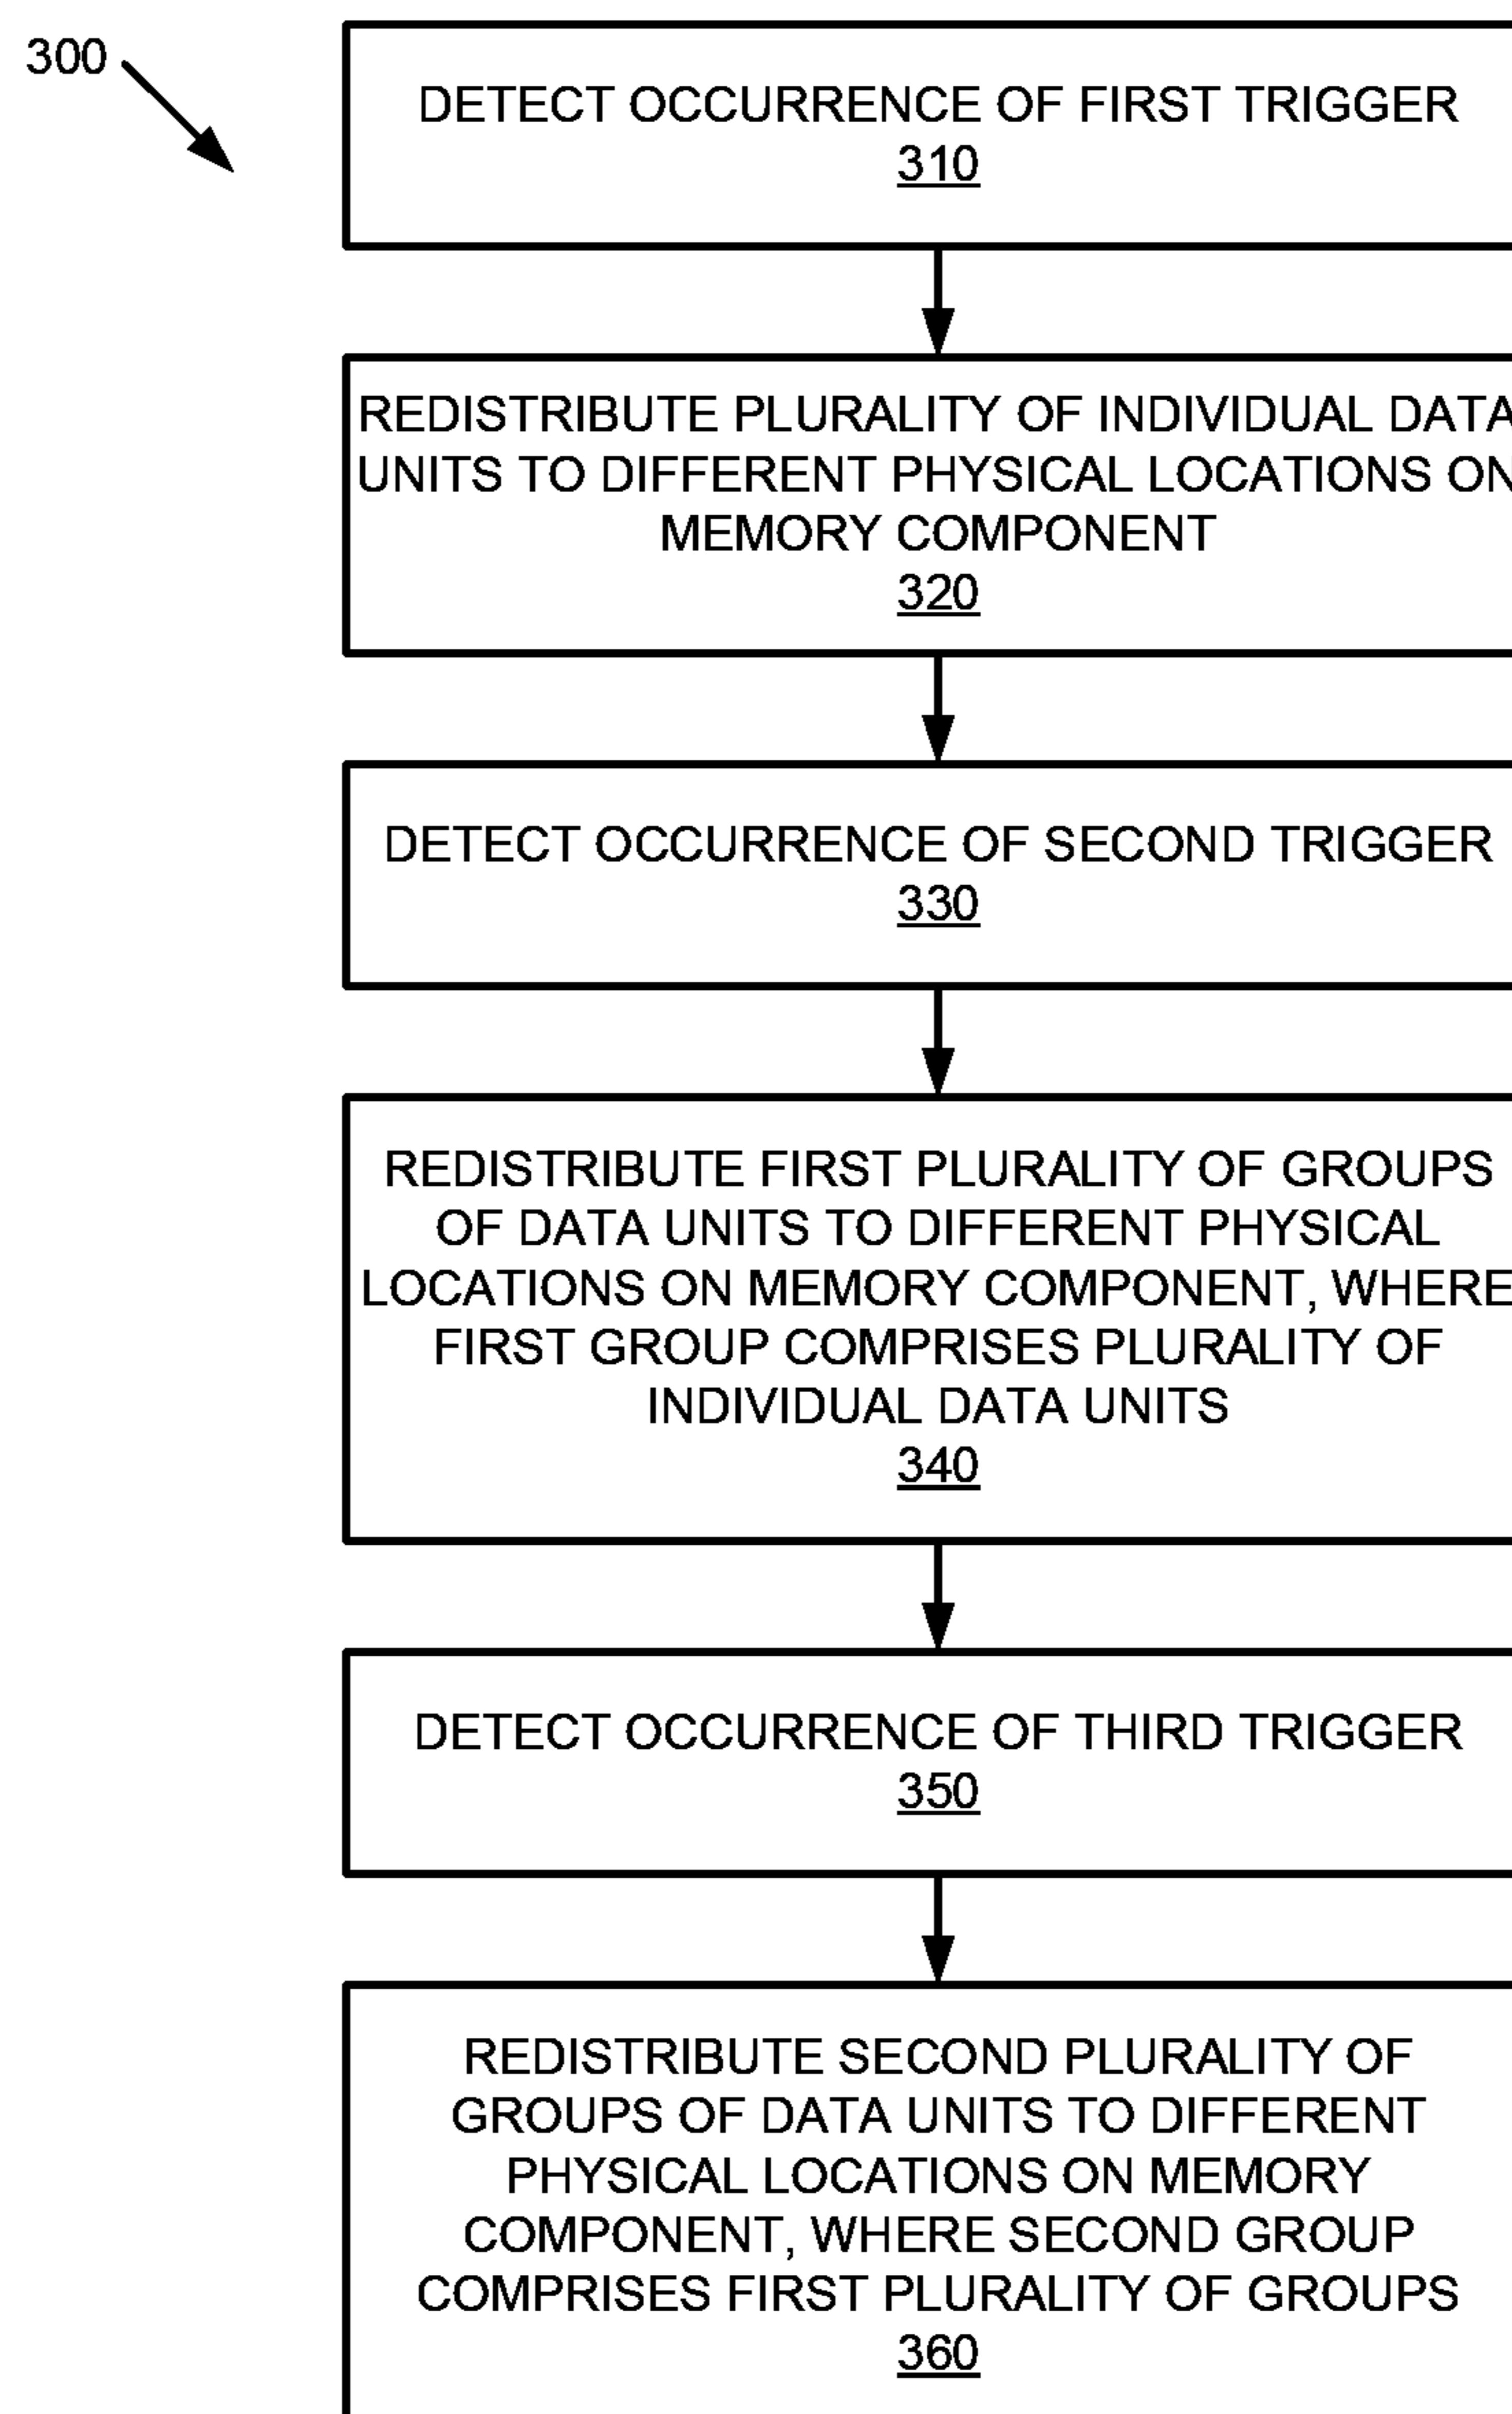 300
DETECT OCCURRENCE OF FIRST TRIGGER
310
REDISTRIBUTE PLURALITY OF INDIVIDUAL DATA
UNITS TO DIFFERENT PHYSICAL LOCATIONS ON
MEMORY COMPONENT
320
DETECT OCCURRENCE OF SECOND TRIGGER
330
REDISTRIBUTE FIRST PLURALITY OF GROUPS
OF DATA UNITS TO DIFFERENT PHYSICAL
LOCATIONS ON MEMORY COMPONENT, WHERE
FIRST GROUP COMPRISES PLURALITY OF
INDIVIDUAL DATA UNITS
340
DETECT OCCURRENCE OF THIRD TRIGGER
350
REDISTRIBUTE SECOND PLURALITY OF
GROUPS OF DATA UNITS TO DIFFERENT
PHYSICAL LOCATIONS ON MEMORY
COMPONENT, WHERE SECOND GROUP
COMPRISES FIRST PLURALITY OF GROUPS
360